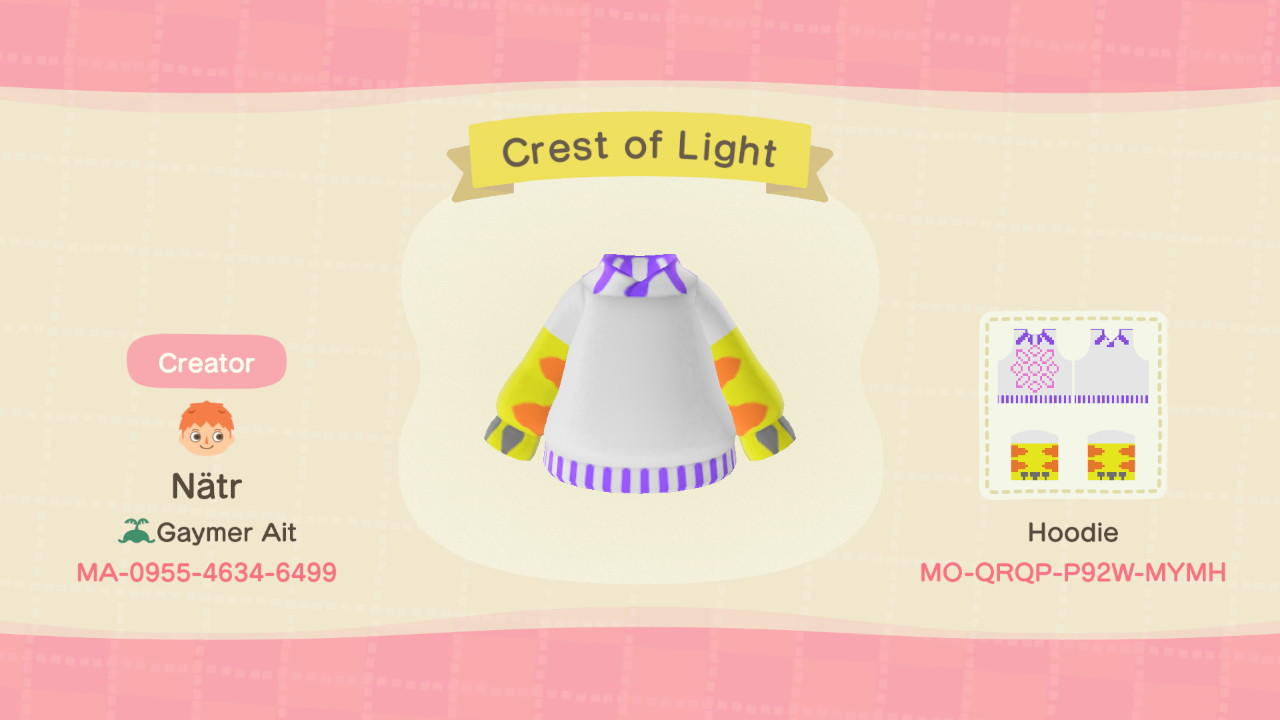 Crest of Light
Creator
Nätr
Gaymer Ait
MA-0955-4634-6499
Hoodie
MO-QRQP-P92W-MYMH